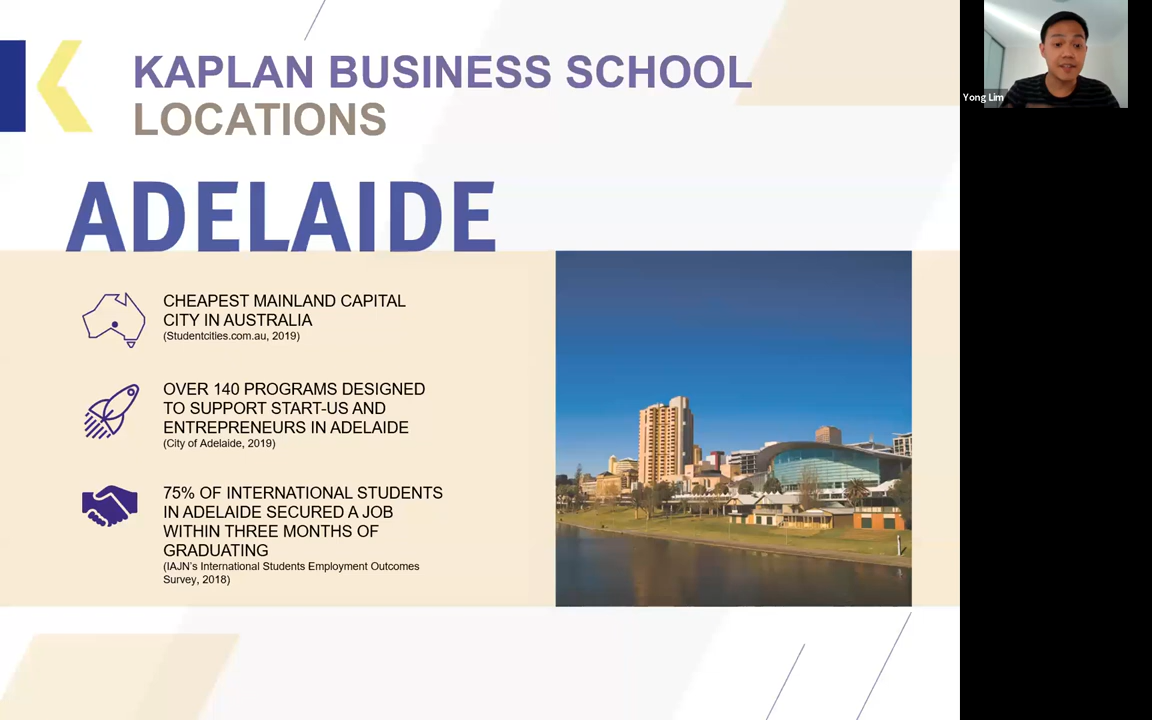 KAPLAN BUSINESS SCHOOL
LOCATIONS
Yong Lim
ADELAIDE
CHEAPEST MAINLAND CAPITAL
CITY IN AUSTRALIA
(Studentcities.com.au, 2019)
OVER 140 PROGRAMS DESIGNED
TO SUPPORT START-US AND
ENTREPRENEURS IN ADELAIDE
(City of Adelaide, 2019)
75% OF INTERNATIONAL STUDENTS
IN ADELAIDE SECURED A JOB
WITHIN THREE MONTHS OF
GRADUATING
(IAJN's International Students Employment Outcomes
Survey, 2018)